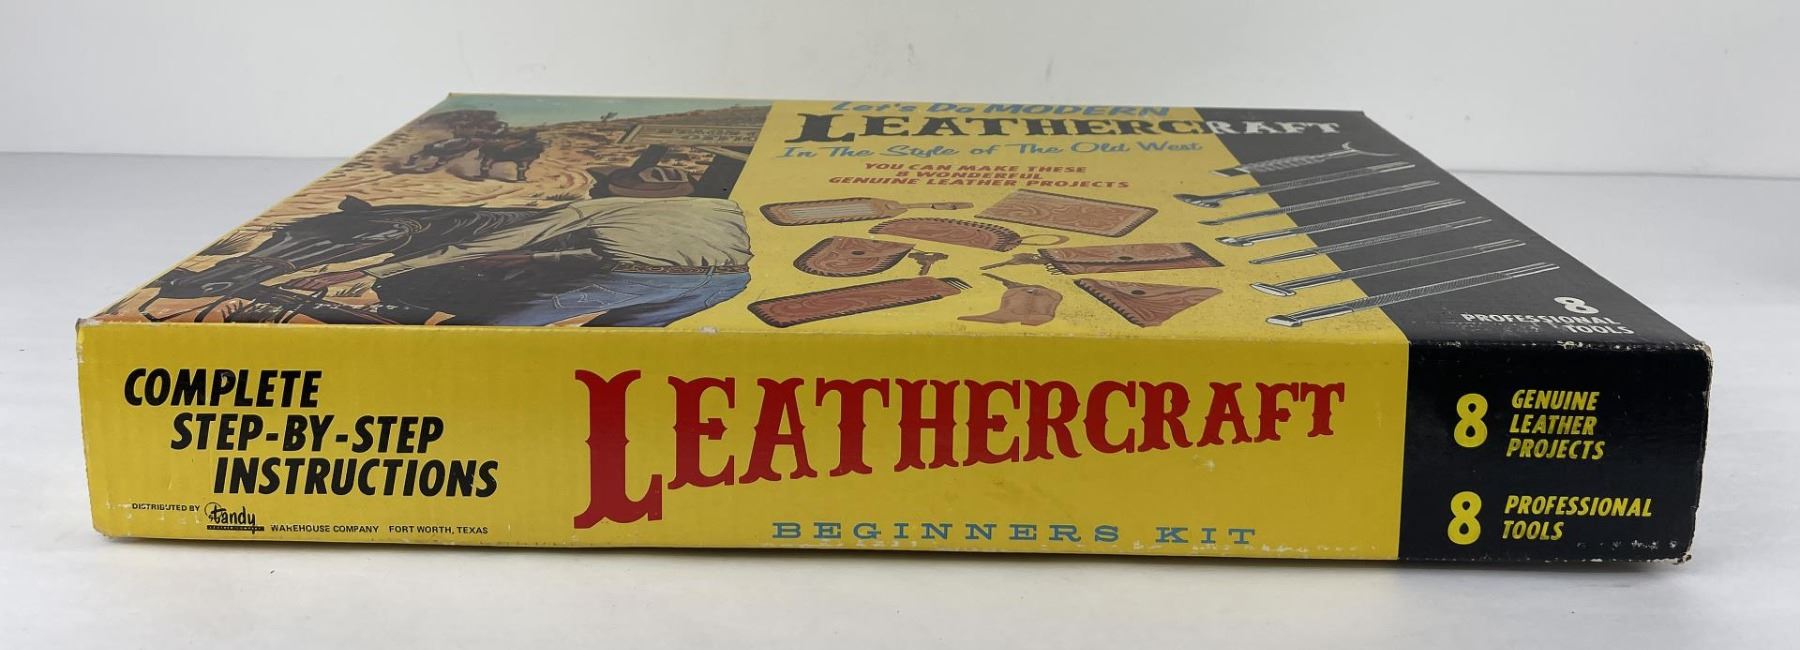 Let's Do MODERN
LEATHERCRAFT
In The Style of The Old West
YOU CAN MAKE THESE
8 WONDERFUL
GENUINE LEATHER PROJECTS
8
PROFESSIONAL
TOOLS
COMPLETE
STEP-BY-STEP
INSTRUCTIONS
DISTRIBUTED BY tandy WAREHOUSE COMPANY FORT WORTH, TEXAS
LEATHERCRAFT
BEGINNERS KIT
8 GENUINE
LEATHER
PROJECTS
8 PROFESSIONAL
TOOLS